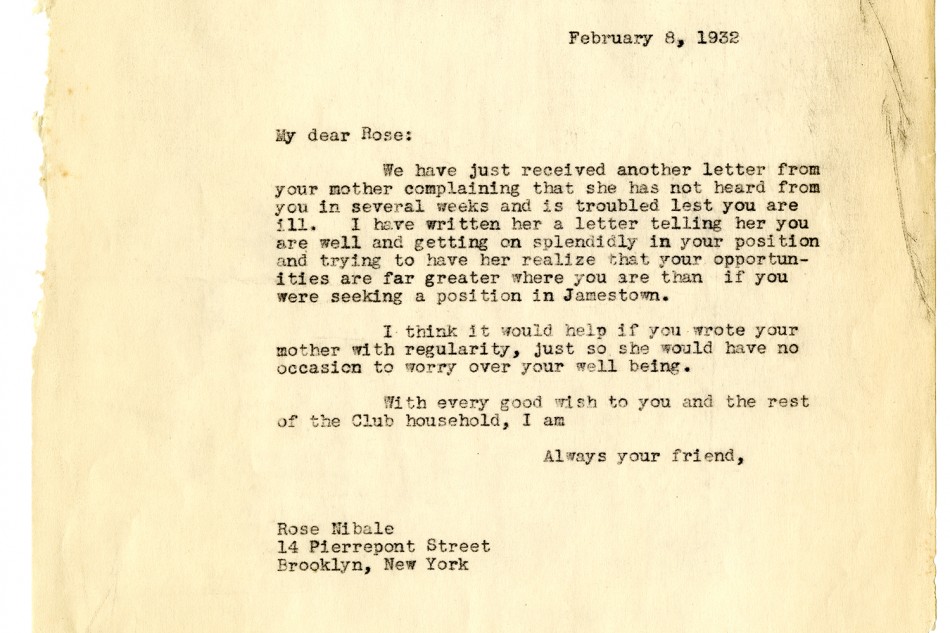 February 8, 1932
My dear Rose:
We have just received another letter from
your mother complaining that she has not heard from
you in several weeks and is troubled lest you are
ill. I have written her a letter telling her you
are well and getting on splendidly in your position
and trying to have her realize that your opportun-
ities are far greater where you are than if you
were seeking a position in Jamestown.
I think it would help if you wrote your
mother with regularity, just so she would have no
occasion to worry over your well being.
With every good wish to you and the rest
of the Club household, I am
Always your friend,
Rose Nibale
14 Pierrepont Street
Brooklyn, New York